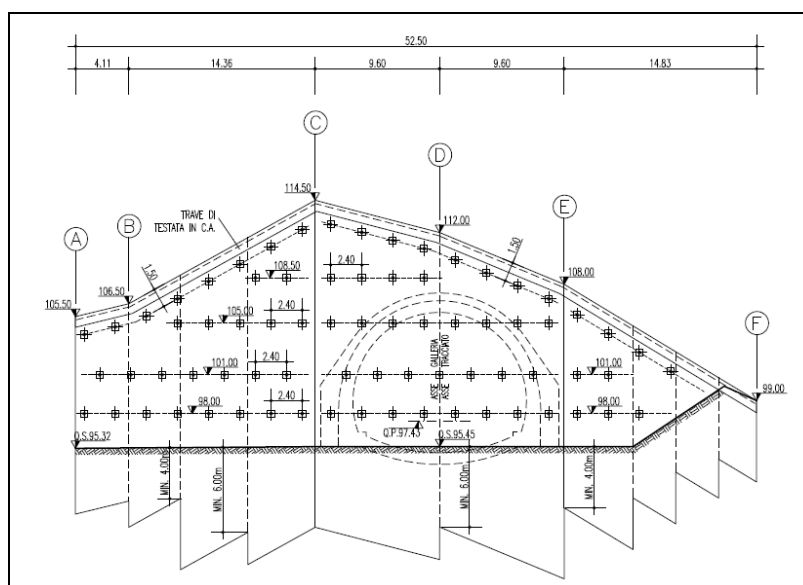 52.50
4.11 14.36 9.60 9.60 14.83
C
114.50
D
TRAVE DI
TESTATA IN C.A.
B
A
112.00
E
1.50
108.50
2.40
1.50
108.00
106.50
105.50
105.00
2.40
F
ASSE GALLERIA
ASSE TRACCIATO
101.00
2.40
101.00
99.00
98.00
2.40
98.00
Q.P.97.43
Q.S.95.32
Q.S.95.45
MIN. 4.00m
MIN. 6.00m
MIN. 6.00m
MIN. 4.00m